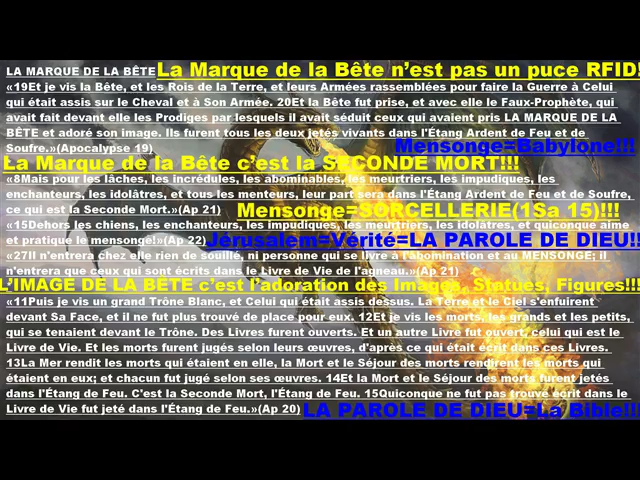 LA MARQUE DE LA BÊTE La Marque de la Bête n’est pas un puce RFID!
«19Et je vis la Bête, et les Rois de la Terre, et leurs Armées rassemblées pour faire la Guerre à Celui
qui était assis sur le Cheval et à Son Armée. 20Et la Bête fut prise, et avec elle le Faux-Prophète, qui
avait fait devant elle les Prodiges par lesquels il avait séduit ceux qui avaient pris LA MARQUE DE LA
BÊTE et adoré son image. Ils furent tous les deux jetés vivants dans l'Étang Ardent de Feu et de
Soufre.»(Apocalypse 19) Mensonge=Babylone!!!
La Marque de la Bête c’est la SECONDE MORT!!!
«8Mais pour les lâches, les incrédules, les abominables, les meurtriers, les impudiques, les
enchanteurs, les idolâtres, et tous les menteurs, leur part sera dans l'Étang Ardent de Feu et de Soufre,
ce qui est la Seconde Mort.»(Ap 21) Mensonge=SORCELLERIE(1Sa 15)!!!
«15Dehors les chiens, les enchanteurs, les impudiques, les meurtriers, les idolâtres, et quiconque aime
et pratique le mensonge!»(Ap 22) Jérusalem=Vérité=LA PAROLE DE DIEU!!
«27Il n'entrera chez elle rien de souillé, ni personne qui se livre à l'abomination et au MENSONGE; il
n'entrera que ceux qui sont écrits dans le Livre de Vie de l'agneau.»(Ap 21)
L’IMAGE DE LA BÊTE c’est l’adoration des Images, Statues, Figures!!!
«11Puis je vis un grand Trône Blanc, et Celui qui était assis dessus. La Terre et le Ciel s'enfuirent
devant Sa Face, et il ne fut plus trouvé de place pour eux. 12Et je vis les morts, les grands et les petits,
qui se tenaient devant le Trône. Des Livres furent ouverts. Et un autre Livre fut ouvert, celui qui est le
Livre de Vie. Et les morts furent jugés selon leurs œuvres, d'après ce qui était écrit dans ces Livres.
13La Mer rendit les morts qui étaient en elle, la Mort et le Séjour des morts rendirent les morts qui
étaient en eux; et chacun fut jugé selon ses œuvres. 14Et la Mort et le Séjour des morts furent jetés
dans l'Étang de Feu. C'est la Seconde Mort, l'Étang de Feu. 15Quiconque ne fut pas trouvé écrit dans le
Livre de Vie fut jeté dans l'Étang de Feu.»(Ap 20) LA PAROLE DE DIEU=La Bible!!!